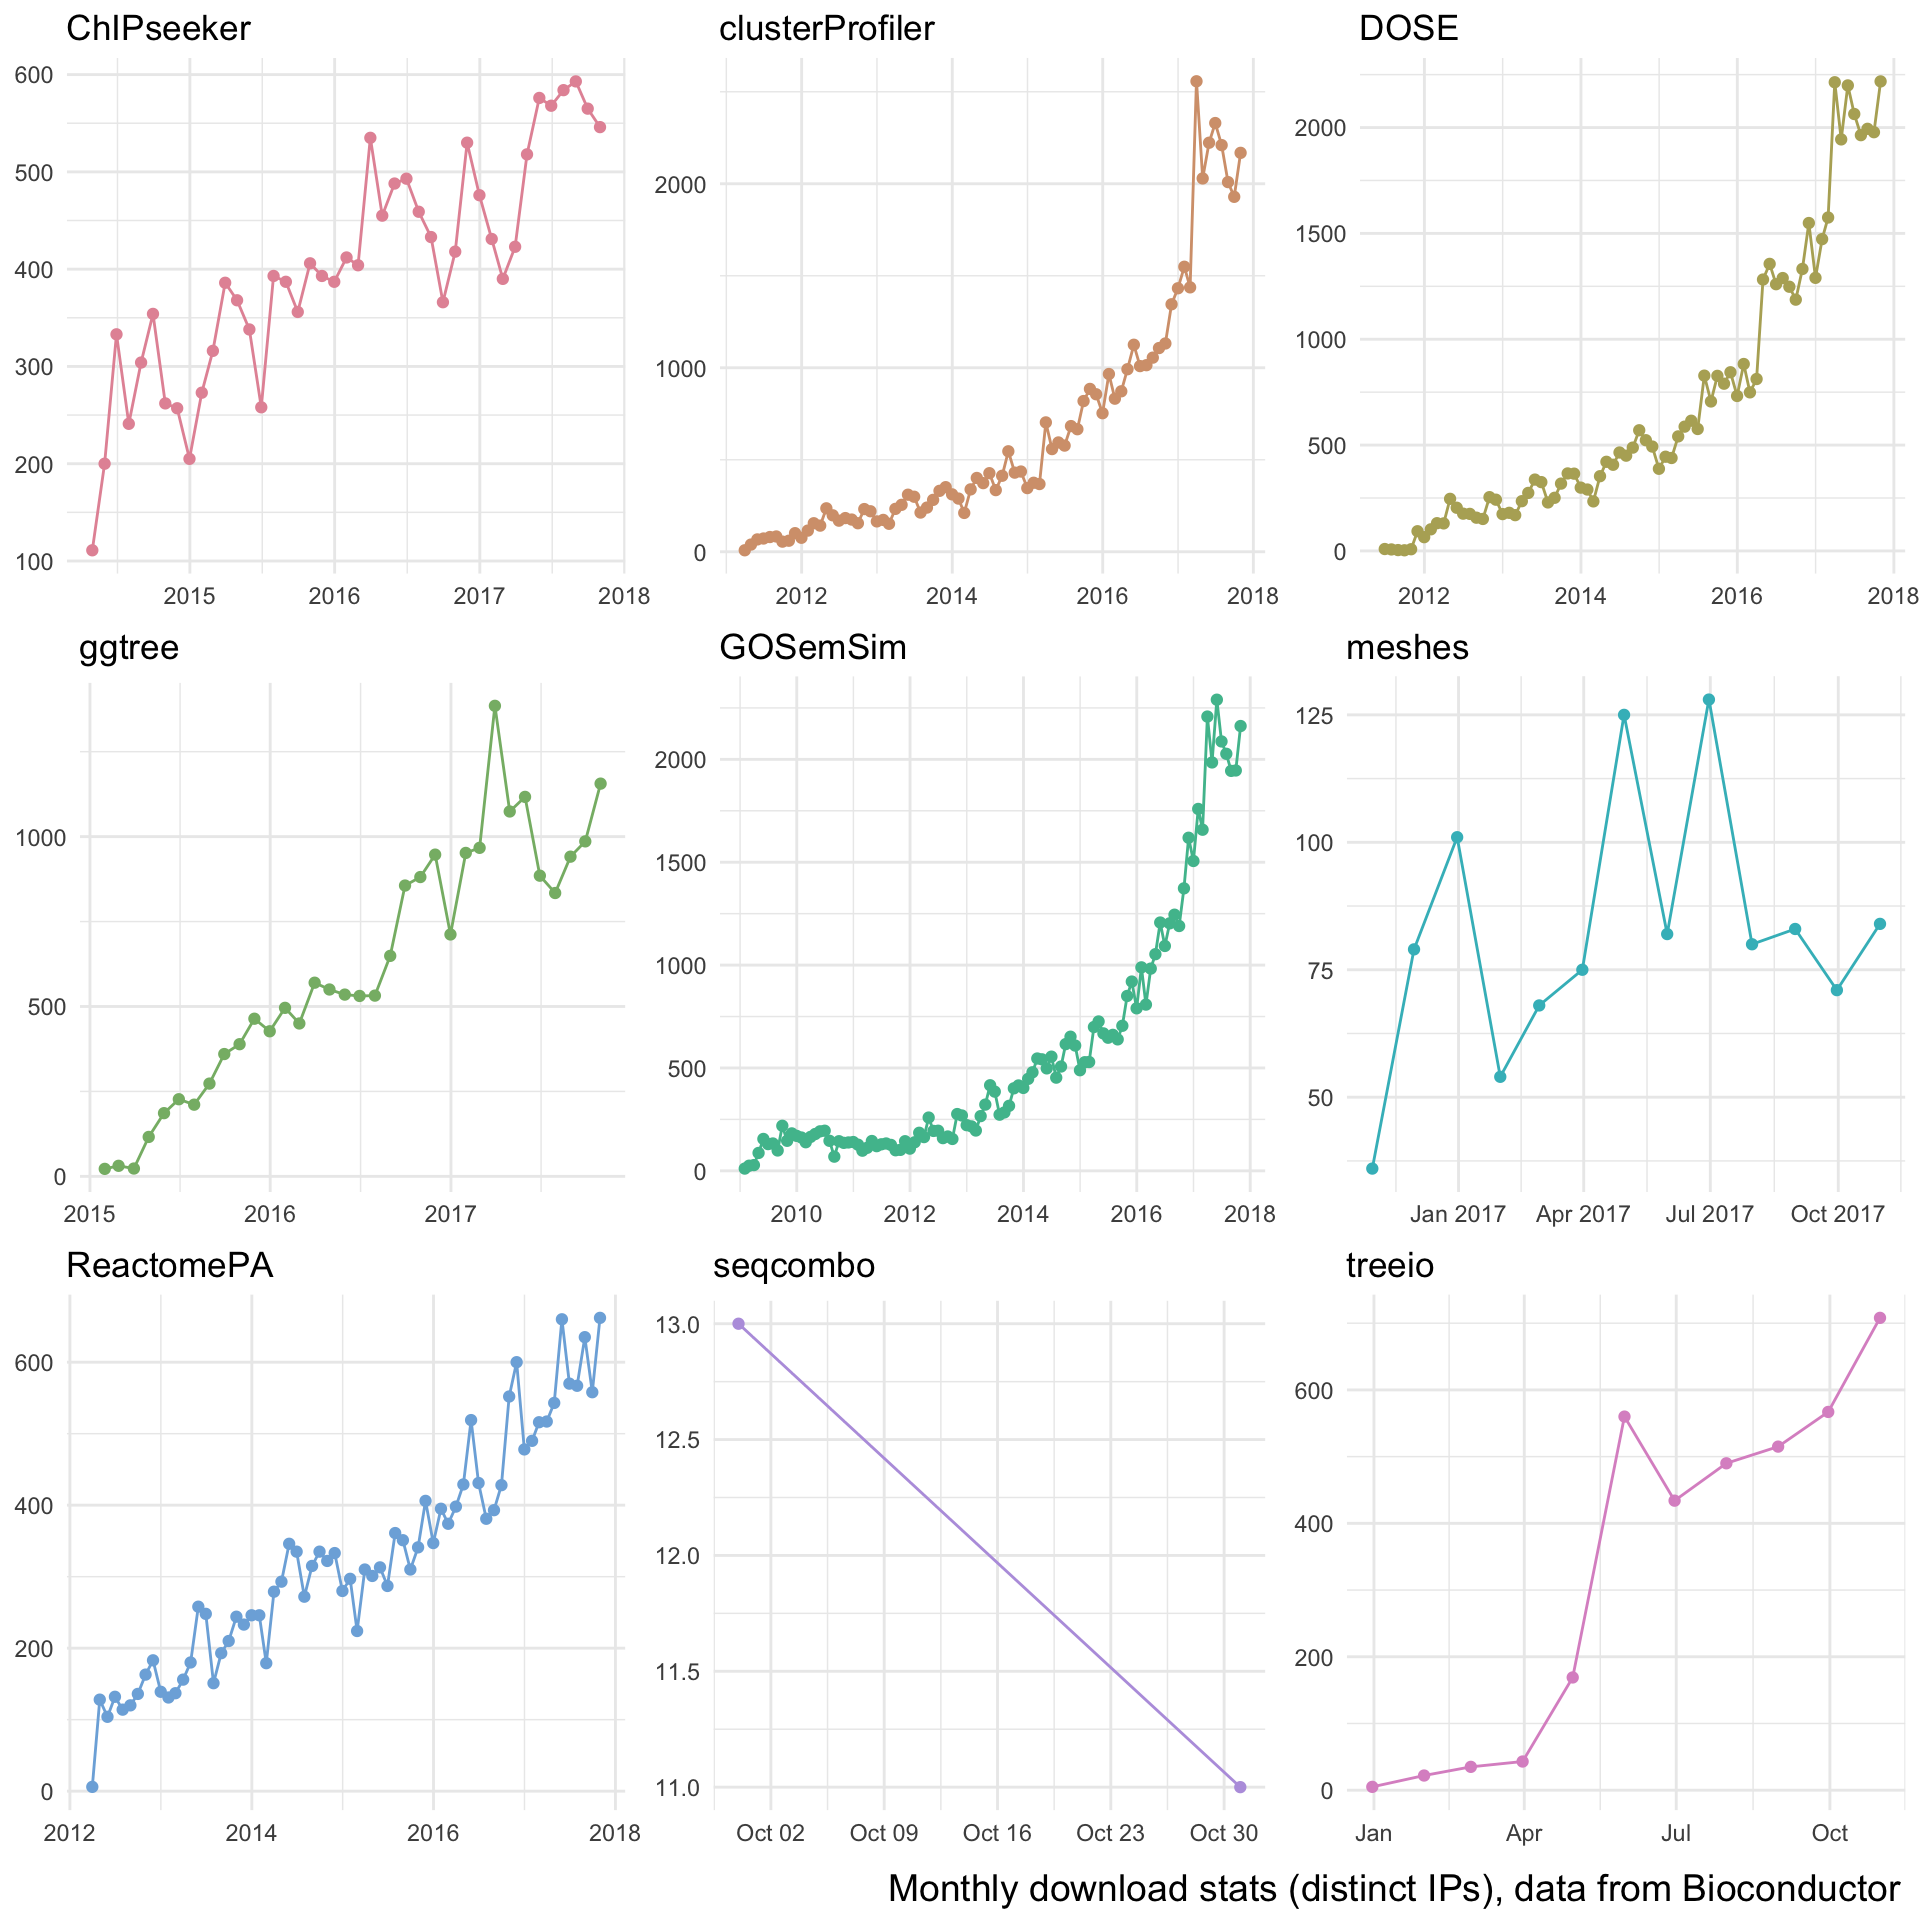 ChIPseeker
600
500
400
300
200
100
2015 2016 2017 2018
clusterProfiler
2000
1000
0
2012 2014 2016 2018
DOSE
2000
1500
1000
500
0
2012 2014 2016 2018
ggtree
1000
500
0
2015 2016 2017
GOSemSim
2000
1500
1000
500
0
2010 2012 2014 2016 2018
meshes
125
100
75
50
Jan 2017 Apr 2017 Jul 2017 Oct 2017
ReactomePA
600
400
200
0
2012 2014 2016 2018
seqcombo
13.0
12.5
12.0
11.5
11.0
Oct 02 Oct 09 Oct 16 Oct 23 Oct 30
treeio
600
400
200
0
Jan Apr Jul Oct
Monthly download stats (distinct IPs), data from Bioconductor